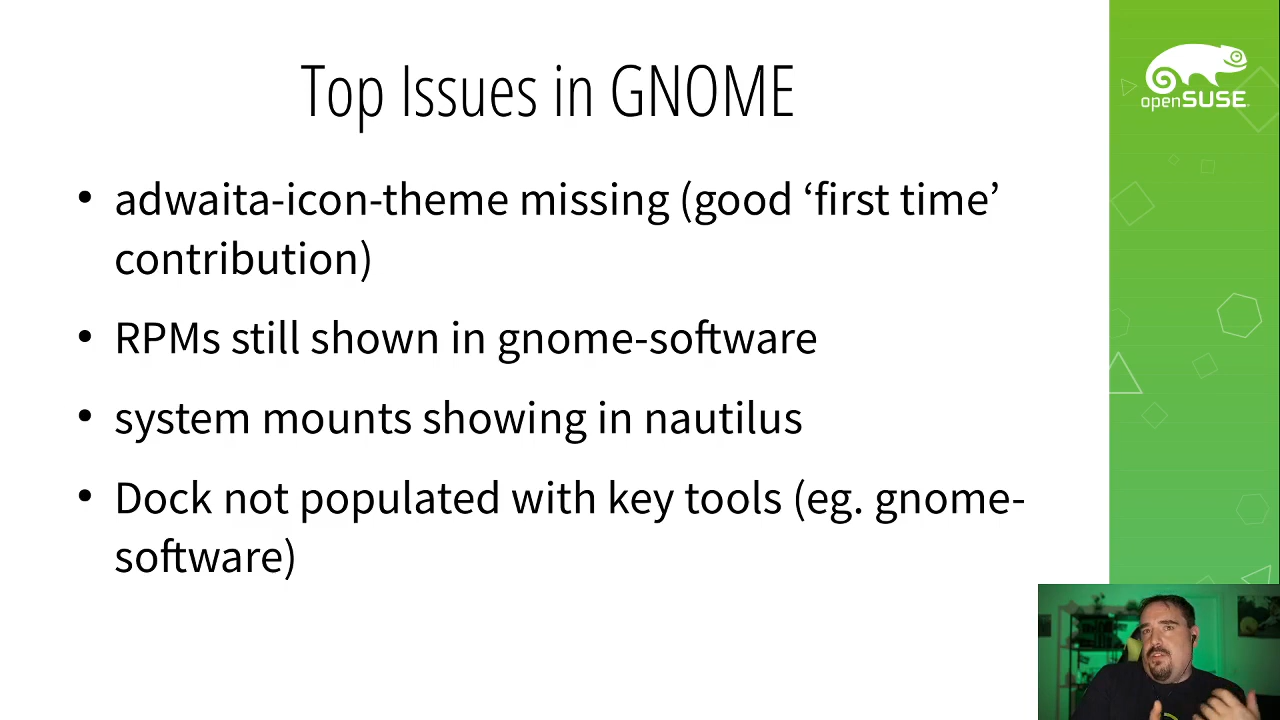 Top Issues in GNOME
openSUSE
• adwaita-icon-theme missing (good ‘first time’
contribution)
• RPMs still shown in gnome-software
• system mounts showing in nautilus
• Dock not populated with key tools (eg. gnome-
software)